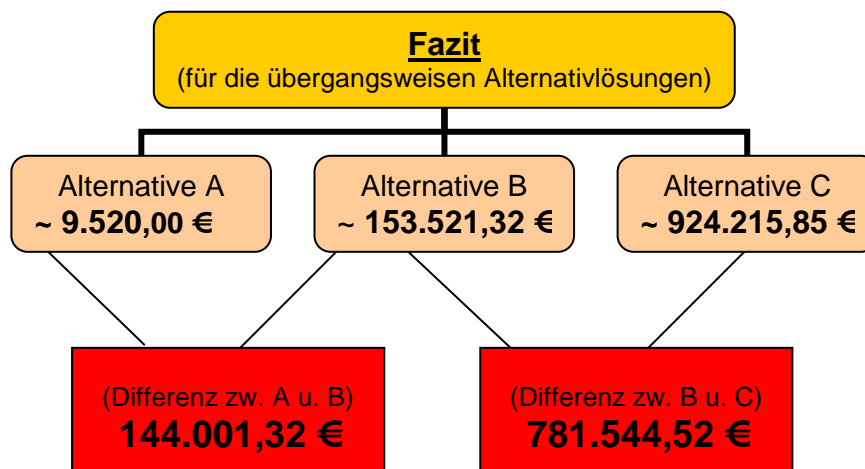 Fazit
(für die übergangsweisen Alternativlösungen)
Alternative A
~ 9.520,00 €
Alternative B
~ 153.521,32 €
Alternative C
~ 924.215,85 €
(Differenz zw. A u. B)
144.001,32 €
(Differenz zw. B u. C)
781.544,52 €